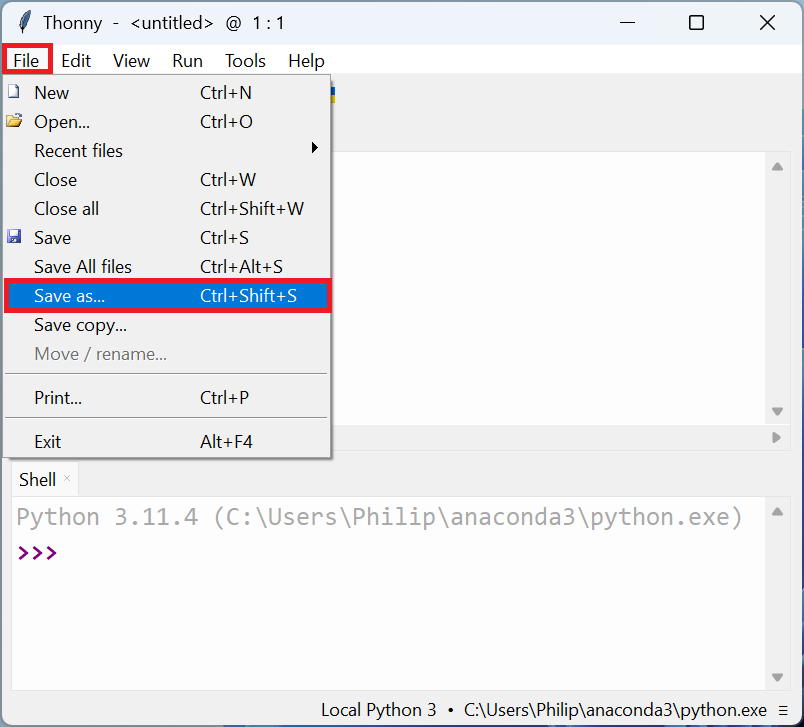 Thonny - <untitled> @ 1 : 1
File Edit View Run Tools Help
New Ctrl+N
Open... Ctrl+O
Recent files
Close Ctrl+W
Close all Ctrl+Shift+W
Save Ctrl+S
Save All files Ctrl+Alt+S
Save as... Ctrl+Shift+S
Save copy...
Move / rename...
Print... Ctrl+P
Exit Alt+F4
Shell ×
Python 3.11.4 (C:\Users\Philip\anaconda3\python.exe)
>>>
Local Python 3 • C:\Users\Philip\anaconda3\python.exe ≡